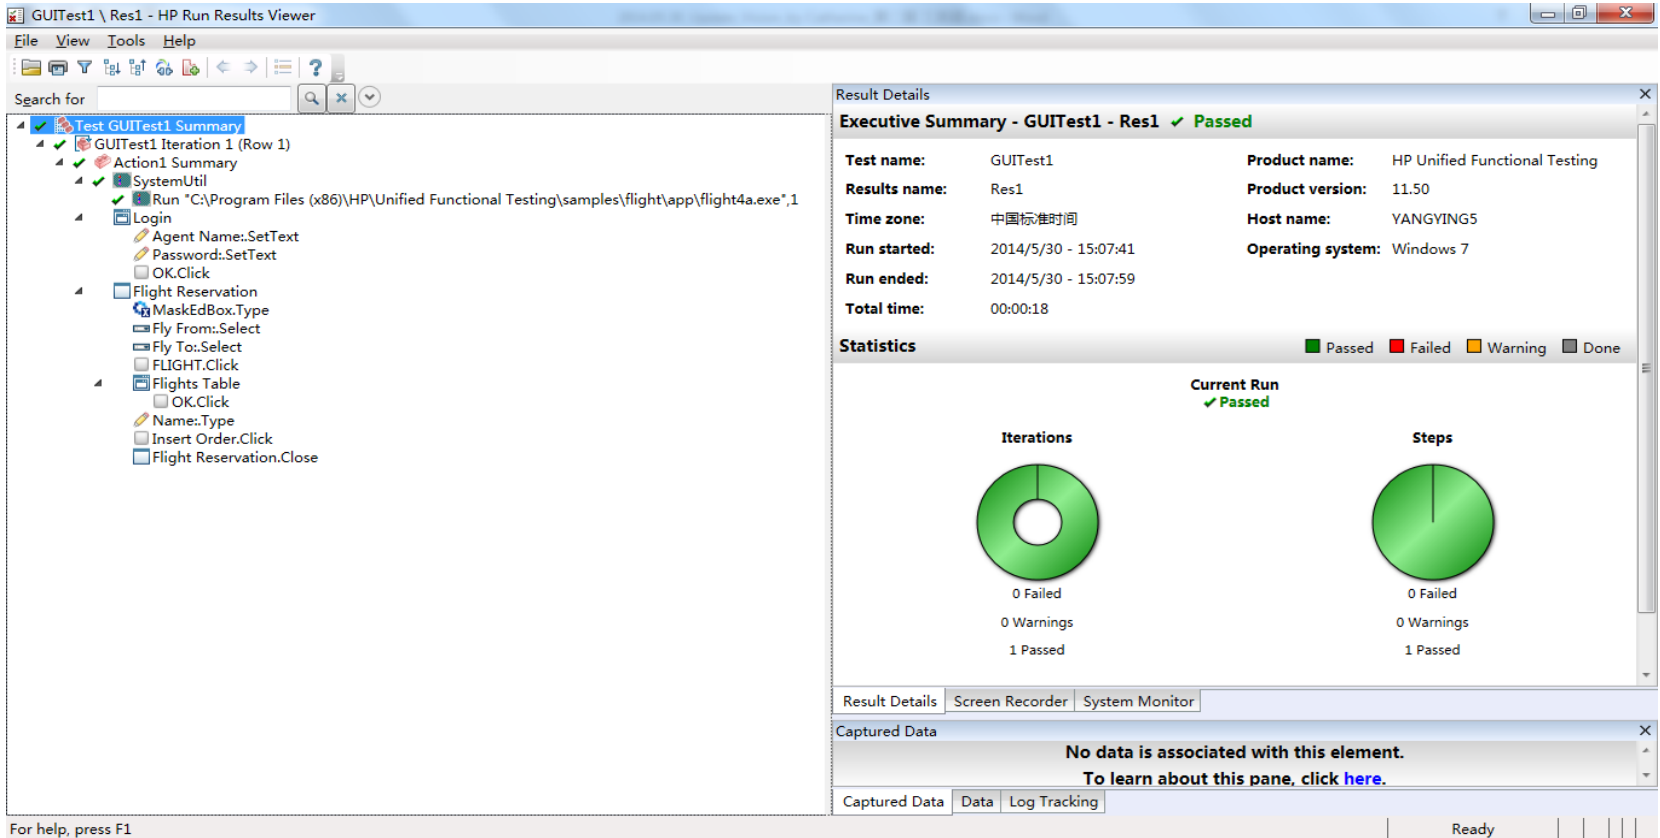 GUITest1 \ Res1 - HP Run Results Viewer
File View Tools Help
Search for
Test GUITest1 Summary
GUITest1 Iteration 1 (Row 1)
Action1 Summary
SystemUtil
Run "C:\Program Files (x86)\HP\Unified Functional Testing\samples\flight\app\flight4a.exe",1
Login
Agent Name:.SetText
Password:.SetText
OK.Click
Flight Reservation
MaskEdBox.Type
Fly From:.Select
Fly To:.Select
FLIGHT.Click
Flights Table
OK.Click
Name:.Type
Insert Order.Click
Flight Reservation.Close
Result Details
Executive Summary - GUITest1 - Res1 ✓ Passed
Test name: GUITest1 Product name: HP Unified Functional Testing
Results name: Res1 Product version: 11.50
Time zone: 中国标准时间 Host name: YANGYING5
Run started: 2014/5/30 - 15:07:41 Operating system: Windows 7
Run ended: 2014/5/30 - 15:07:59
Total time: 00:00:18
Statistics Passed Failed Warning Done
Current Run
✓ Passed
Iterations Steps
0 Failed 0 Failed
0 Warnings 0 Warnings
1 Passed 1 Passed
Result Details Screen Recorder System Monitor
Captured Data
No data is associated with this element.
To learn about this pane, click here.
Captured Data Data Log Tracking
For help, press F1 Ready